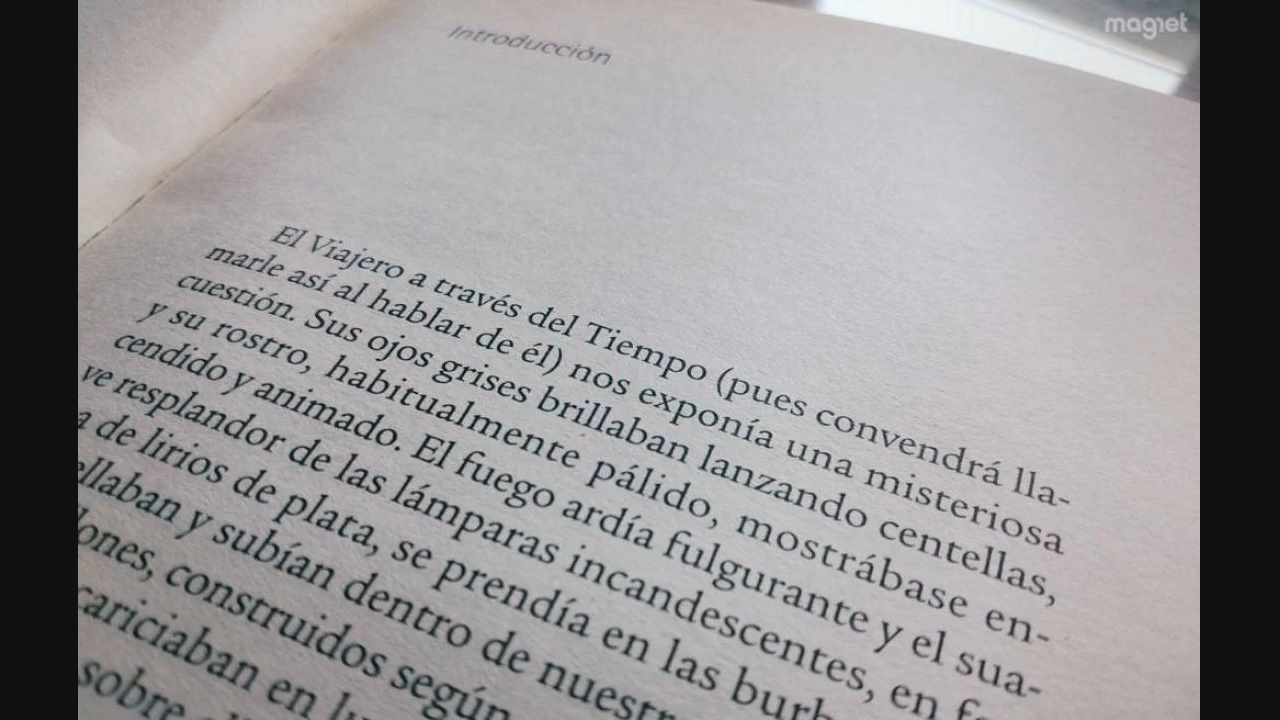 magnet
Introducción
El Viajero a través del Tiempo (pues convendrá lla-
marle así al hablar de él) nos exponía una misteriosa
cuestión. Sus ojos grises brillaban lanzando centellas,
y su rostro, habitualmente pálido, mostrábase en-
cendido y animado. El fuego ardía fulgurante y el sua-
ve resplandor de las lámparas incandescentes, en
de lirios de plata, se prendía en las
y subían dentro de
construidos según
en
sobre